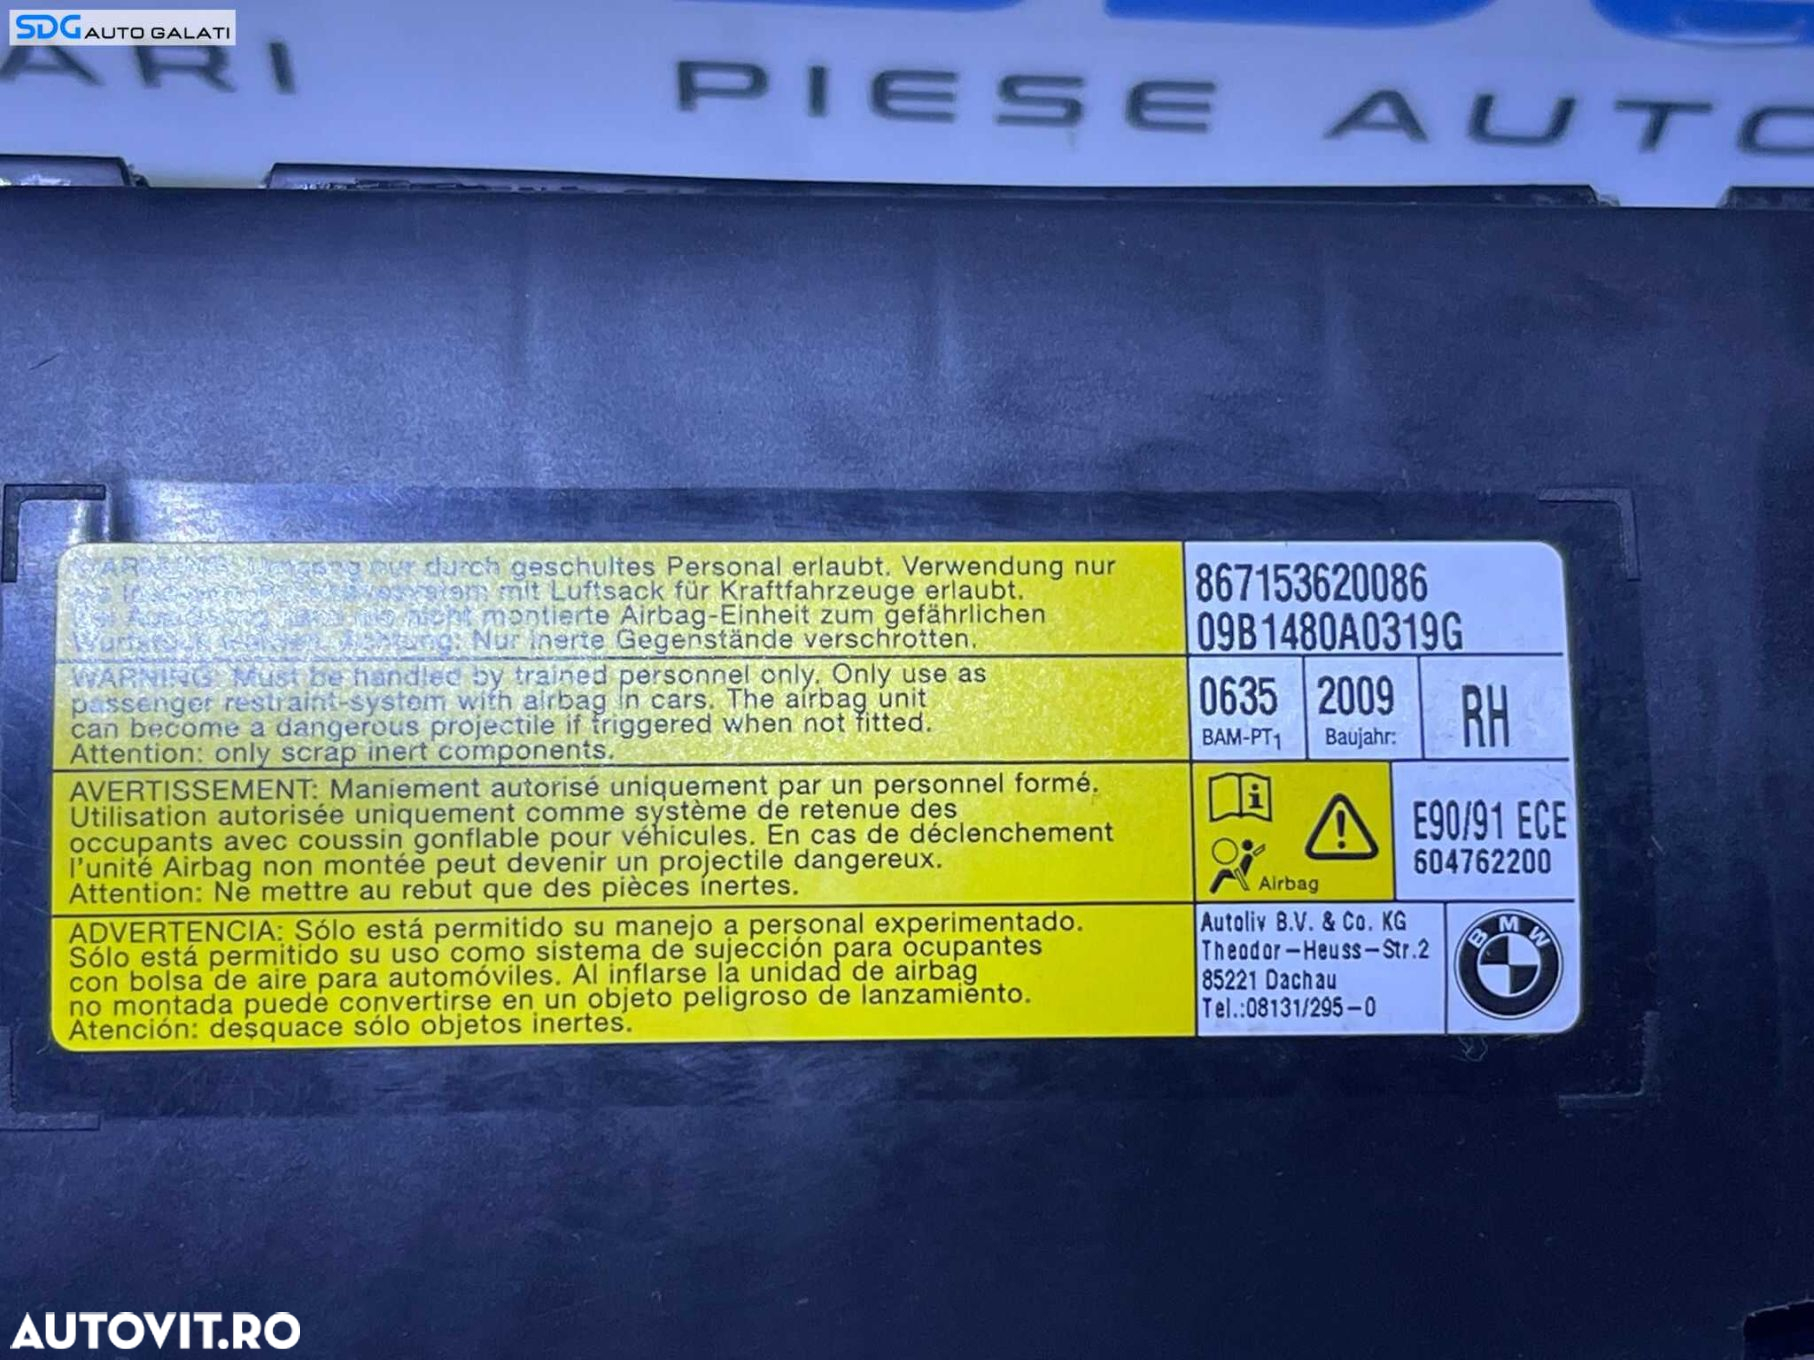 SDG AUTO GALATI
ARI
PIESE AUTO
WARNUNG: Umgang nur durch geschultes Personal erlaubt. Verwendung nur
mit Luftsack für Kraftfahrzeuge erlaubt.
nicht montierte Airbag-Einheit zum gefährlichen
Achtung: Nur inerte Gegenstände verschrotten.
WARNING: Must be handled by trained personnel only. Only use as
passenger restraint-system with airbag in cars. The airbag unit
can become a dangerous projectile if triggered when not fitted.
Attention: only scrap inert components.
AVERTISSEMENT: Maniement autorisé uniquement par un personnel formé.
Utilisation autorisée uniquement comme système de retenue des
occupants avec coussin gonflable pour véhicules. En cas de déclenchement
l'unité Airbag non montée peut devenir un projectile dangereux.
Attention: Ne mettre au rebut que des pièces inertes.
ADVERTENCIA: Sólo está permitido su manejo a personal experimentado.
Sólo está permitido su uso como sistema de sujección para ocupantes
con bolsa de aire para automóviles. Al inflarse la unidad de airbag
no montada puede convertirse en un objeto peligroso de lanzamiento.
Atención: desquace sólo objetos inertes.
867153620086
09B1480A0319G
0635
BAM-PT1
2009
Baujahr:
RH
Airbag
E90/91 ECE
604762200
Autoliv B.V. & Co. KG
Theodor-Heuss-Str.2
85221 Dachau
Tel.:08131/295-0
BMW
AUTOVIT.RO